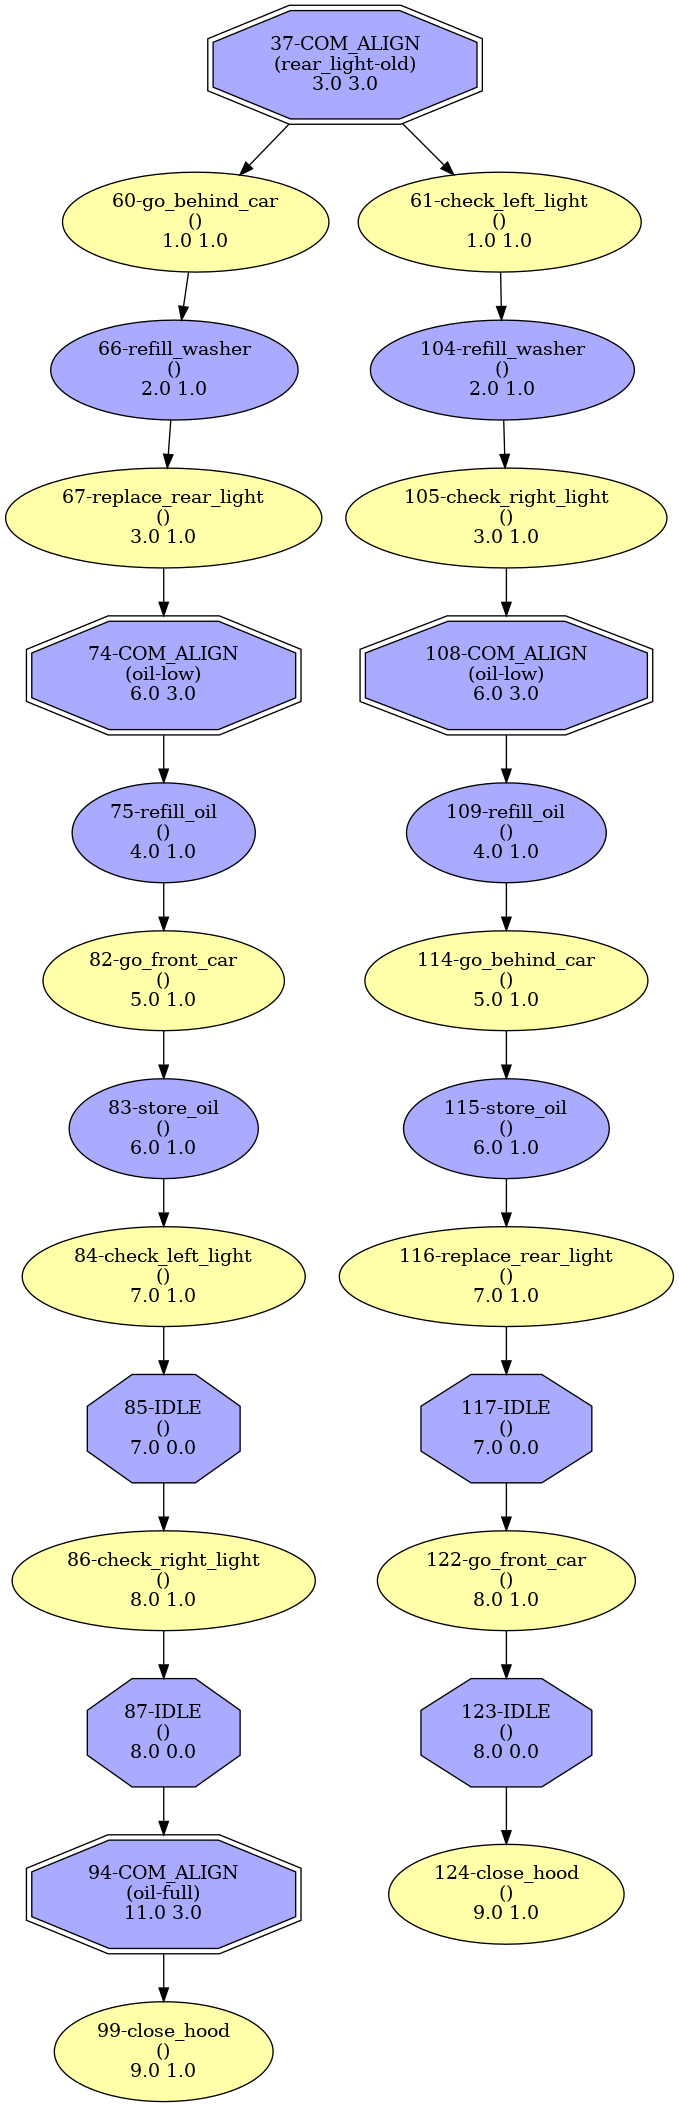 37-COM_ALIGN
(rear_light-old)
3.0 3.0
60-go_behind_car
()
1.0 1.0
61-check_left_light
()
1.0 1.0
66-refill_washer
()
2.0 1.0
104-refill_washer
()
2.0 1.0
67-replace_rear_light
()
3.0 1.0
105-check_right_light
()
3.0 1.0
74-COM_ALIGN
(oil-low)
6.0 3.0
108-COM_ALIGN
(oil-low)
6.0 3.0
75-refill_oil
()
4.0 1.0
109-refill_oil
()
4.0 1.0
82-go_front_car
()
5.0 1.0
114-go_behind_car
()
5.0 1.0
83-store_oil
()
6.0 1.0
115-store_oil
()
6.0 1.0
84-check_left_light
()
7.0 1.0
116-replace_rear_light
()
7.0 1.0
85-IDLE
()
7.0 0.0
117-IDLE
()
7.0 0.0
86-check_right_light
()
8.0 1.0
122-go_front_car
()
8.0 1.0
87-IDLE
()
8.0 0.0
123-IDLE
()
8.0 0.0
94-COM_ALIGN
(oil-full)
11.0 3.0
124-close_hood
()
9.0 1.0
99-close_hood
()
9.0 1.0